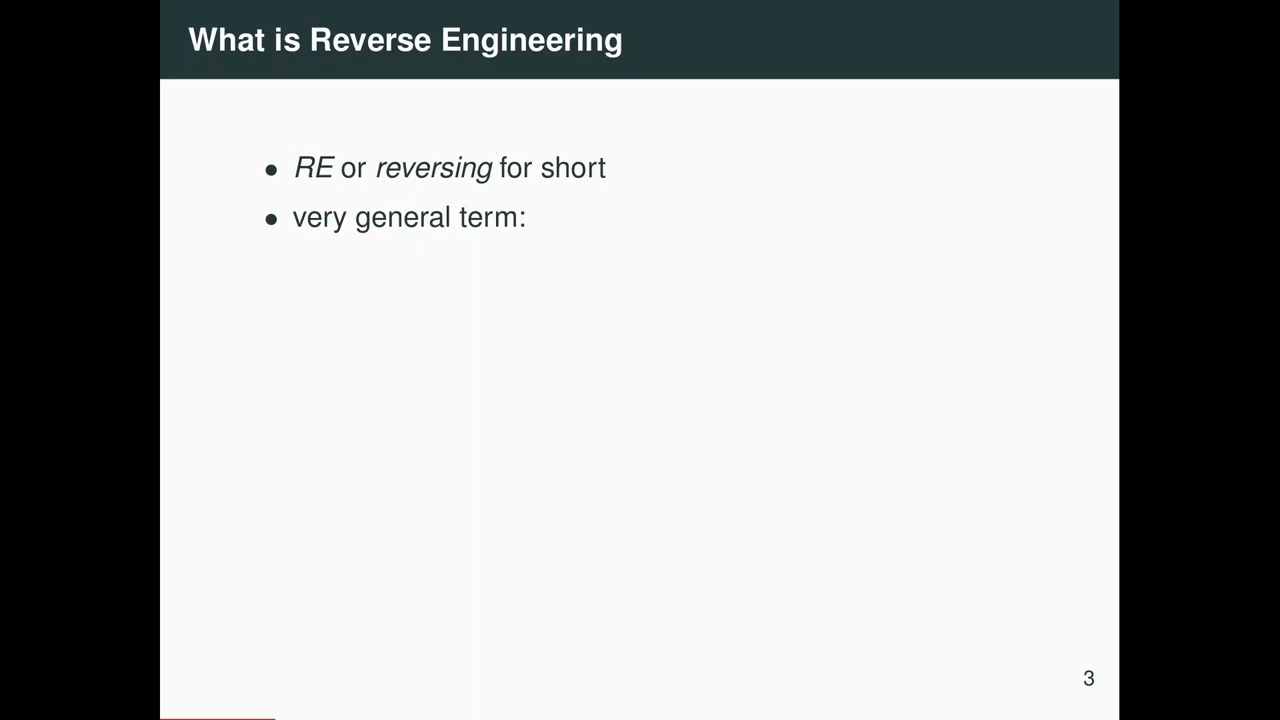 What is Reverse Engineering
• RE or reversing for short
• very general term:
3